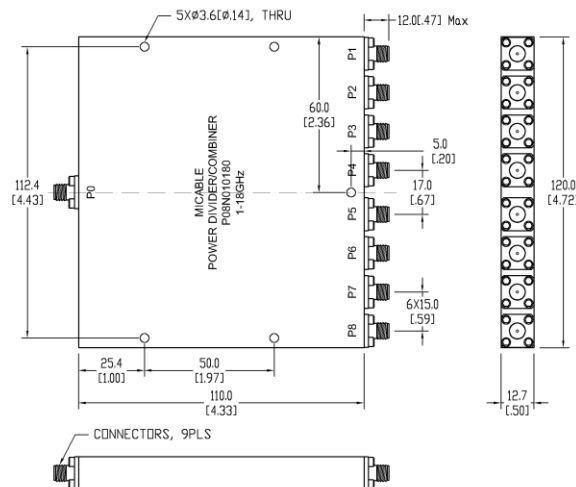 5XØ3.6[Ø.14], THRU
12.0[.47] Max
P1
P2
P3
P4
P5
P6
P7
P8
P0
60.0
[2.36]
5.0
[.20]
17.0
[.67]
6X15.0
[.59]
112.4
[4.43]
MICABLE
POWER DIVIDER/COMBINER
P08N010180
1-18GHz
120.0
[4.72]
25.4
[1.00]
50.0
[1.97]
110.0
[4.33]
12.7
[.50]
CONNECTORS, 9PLS